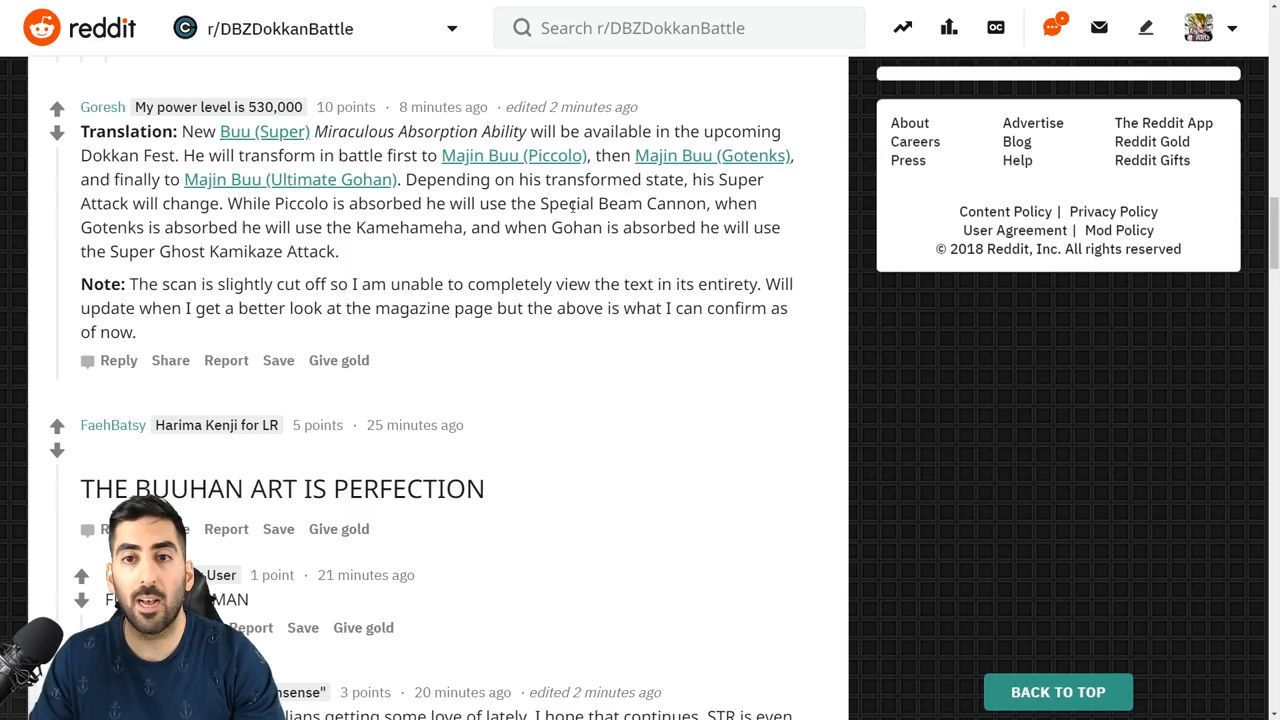 reddit
r/DBZDokkanBattle
Search r/DBZDokkanBattle
Goresh My power level is 530,000 10 points · 8 minutes ago · edited 2 minutes ago
Translation: New Buu (Super) Miraculous Absorption Ability will be available in the upcoming
Dokkan Fest. He will transform in battle first to Majin Buu (Piccolo), then Majin Buu (Gotenks),
and finally to Majin Buu (Ultimate Gohan). Depending on his transformed state, his Super
Attack will change. While Piccolo is absorbed he will use the Special Beam Cannon, when
Gotenks is absorbed he will use the Kamehameha, and when Gohan is absorbed he will use
the Super Ghost Kamikaze Attack.
Note: The scan is slightly cut off so I am unable to completely view the text in its entirety. Will
update when I get a better look at the magazine page but the above is what I can confirm as
of now.
Reply Share Report Save Give gold
FaehBatsy Harima Kenji for LR 5 points · 25 minutes ago
THE BUUHAN ART IS PERFECTION
Report Save Give gold
User 1 point · 21 minutes ago
MAN
Report Save Give gold
nsense" 3 points · 20 minutes ago · edited 2 minutes ago
getting some love of lately. I hope that continues. STR is even
About
Careers
Press
Advertise
Blog
Help
The Reddit App
Reddit Gold
Reddit Gifts
Content Policy | Privacy Policy |
User Agreement | Mod Policy
© 2018 Reddit, Inc. All rights reserved
BACK TO TOP